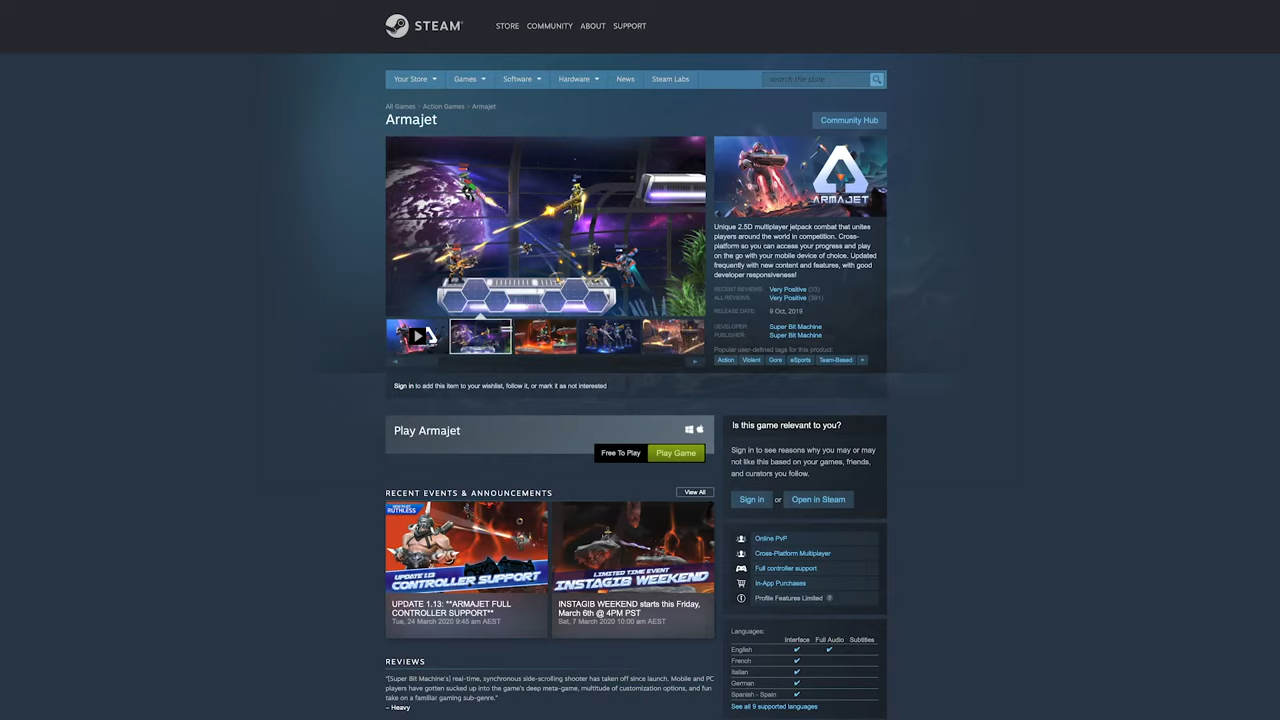 STEAM
STORE COMMUNITY ABOUT SUPPORT
Your Store Games Software Hardware News Steam Labs search the store
All Games > Action Games > Armajet
Armajet
Community Hub
ARMAJET
Unique 2.5D multiplayer jetpack combat that unites
players around the world in competition. Cross-
platform so you can access your progress and play
on the go with your mobile device of choice. Updated
frequently with new content and features, with good
developer responsiveness!
RECENT REVIEWS: Very Positive (33)
ALL REVIEWS: Very Positive (391)
RELEASE DATE: 9 Oct, 2019
DEVELOPER: Super Bit Machine
PUBLISHER: Super Bit Machine
Popular user-defined tags for this product:
Action Violent Gore eSports Team-Based +
Sign in to add this item to your wishlist, follow it, or mark it as not interested
Play Armajet
Free To Play Play Game
Is this game relevant to you?
Sign in to see reasons why you may or may
not like this based on your games, friends,
and curators you follow.
Sign in or Open in Steam
RECENT EVENTS & ANNOUNCEMENTS
View All
RUTHLESS
UPDATE 1.13
CONTROLLER SUPPORT
UPDATE 1.13: **ARMAJET FULL
CONTROLLER SUPPORT**
Tue, 24 March 2020 9:45 am AEST
LIMITED TIME EVENT
INSTAGIB WEEKEND
INSTAGIB WEEKEND starts this Friday,
March 6th @ 4PM PST
Sat, 7 March 2020 10:00 am AEST
Online PvP
Cross-Platform Multiplayer
Full controller support
In-App Purchases
Profile Features Limited ?
Languages:
Interface Full Audio Subtitles
English ✔ ✔
French ✔
Italian ✔
German ✔
Spanish - Spain ✔
See all 9 supported languages
REVIEWS
"[Super Bit Machine's] real-time, synchronous side-scrolling shooter has taken off since launch. Mobile and PC
players have gotten sucked up into the game's deep meta-game, multitude of customization options, and fun
take on a familiar gaming sub-genre."
– Heavy